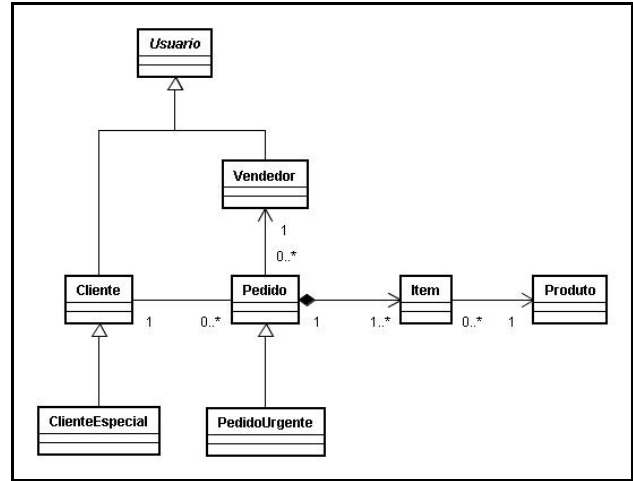 Usuario
Vendedor
1
0..*
Cliente
Pedido
Item
Produto
1
0..*
1
1..*
0..*
1
ClienteEspecial
PedidoUrgente